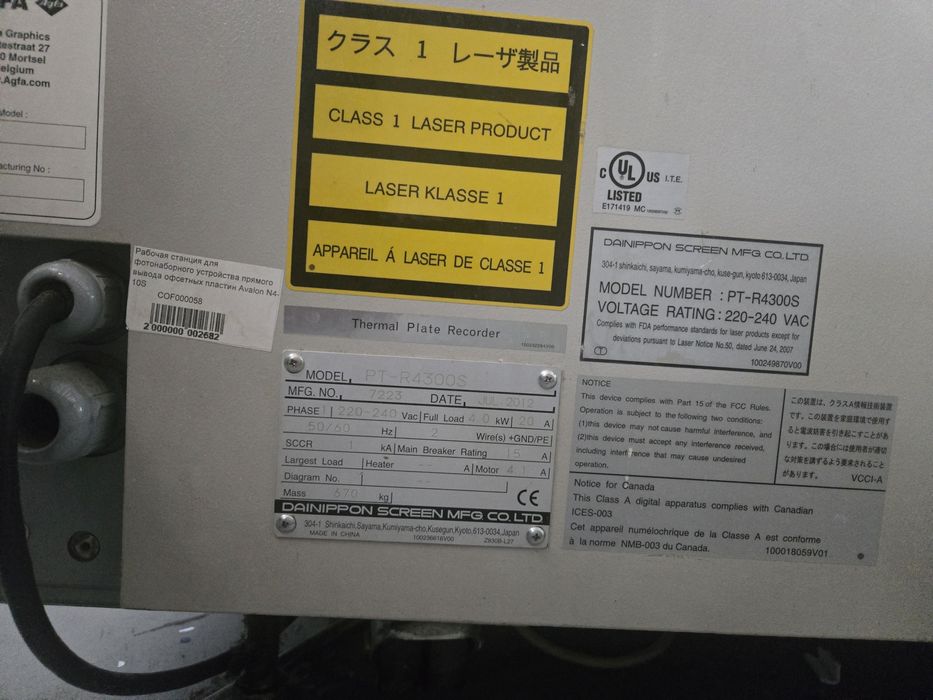 FA Agfa
Graphics
testraat 27
0 Mortsel
elgium
.Agfa.com
Model :
acturing No :
クラス 1 レーザ製品
CLASS 1 LASER PRODUCT
LASER KLASSE 1
APPAREIL Á LASER DE CLASSE 1
C UL US I.T.E.
LISTED
E171419 MC
Рабочая станция для
фотонаборного устройства прямого
вывода офсетных пластин Avalon N4-
10S
COF000058
2 000000 002682
Thermal Plate Recorder
100232294V00
DAINIPPON SCREEN MFG CO. LTD.
304-1 shinkaichi, sayama, kumiyama-cho, kuse-gun, kyoto 613-0034, Japan
MODEL NUMBER : PT-R4300S
VOLTAGE RATING : 220-240 VAC
Complies with FDA performance standards for laser products except for
deviations pursuant to Laser Notice No.50, dated June 24, 2007
100249870V00
MODEL, PT-R4300S
MFG. NO., 7223 DATE, JUL.2012
PHASE 1 220-240 Vac Full Load 4.0 kW 20 A
50/60 Hz 2 Wire(s) +GND/PE
SCCR 1 kA Main Breaker Rating 15 A
Largest Load Heater -- A Motor 4.1 A
Diagram No. --
Mass 670 kg CE
DAINIPPON SCREEN MFG CO. LTD.
304-1 Shinkaichi,Sayama,Kumiyama-cho,Kusegun,Kyoto,613-0034,Japan
MADE IN CHINA 100236616V00 Z930B-L27
NOTICE
This device complies with Part 15 of the FCC Rules.
Operation is subject to the following two conditions:
(1)this device may not cause harmful interference, and
(2)this device must accept any interference received,
including interference that may cause undesired
operation.
この装置は、クラスA情報技術装置
です。この装置を家庭環境で使用す
ると電波妨害を引き起こすことがあ
ります。この場合には使用者が適切
な対策を講ずるよう要求されること
があります。 VCCI-A
Notice for Canada
This Class A digital apparatus complies with Canadian
ICES-003
Cet appareil numélochrique de la Classe A est conforme
à la norme NMB-003 du Canada. 100018059V01